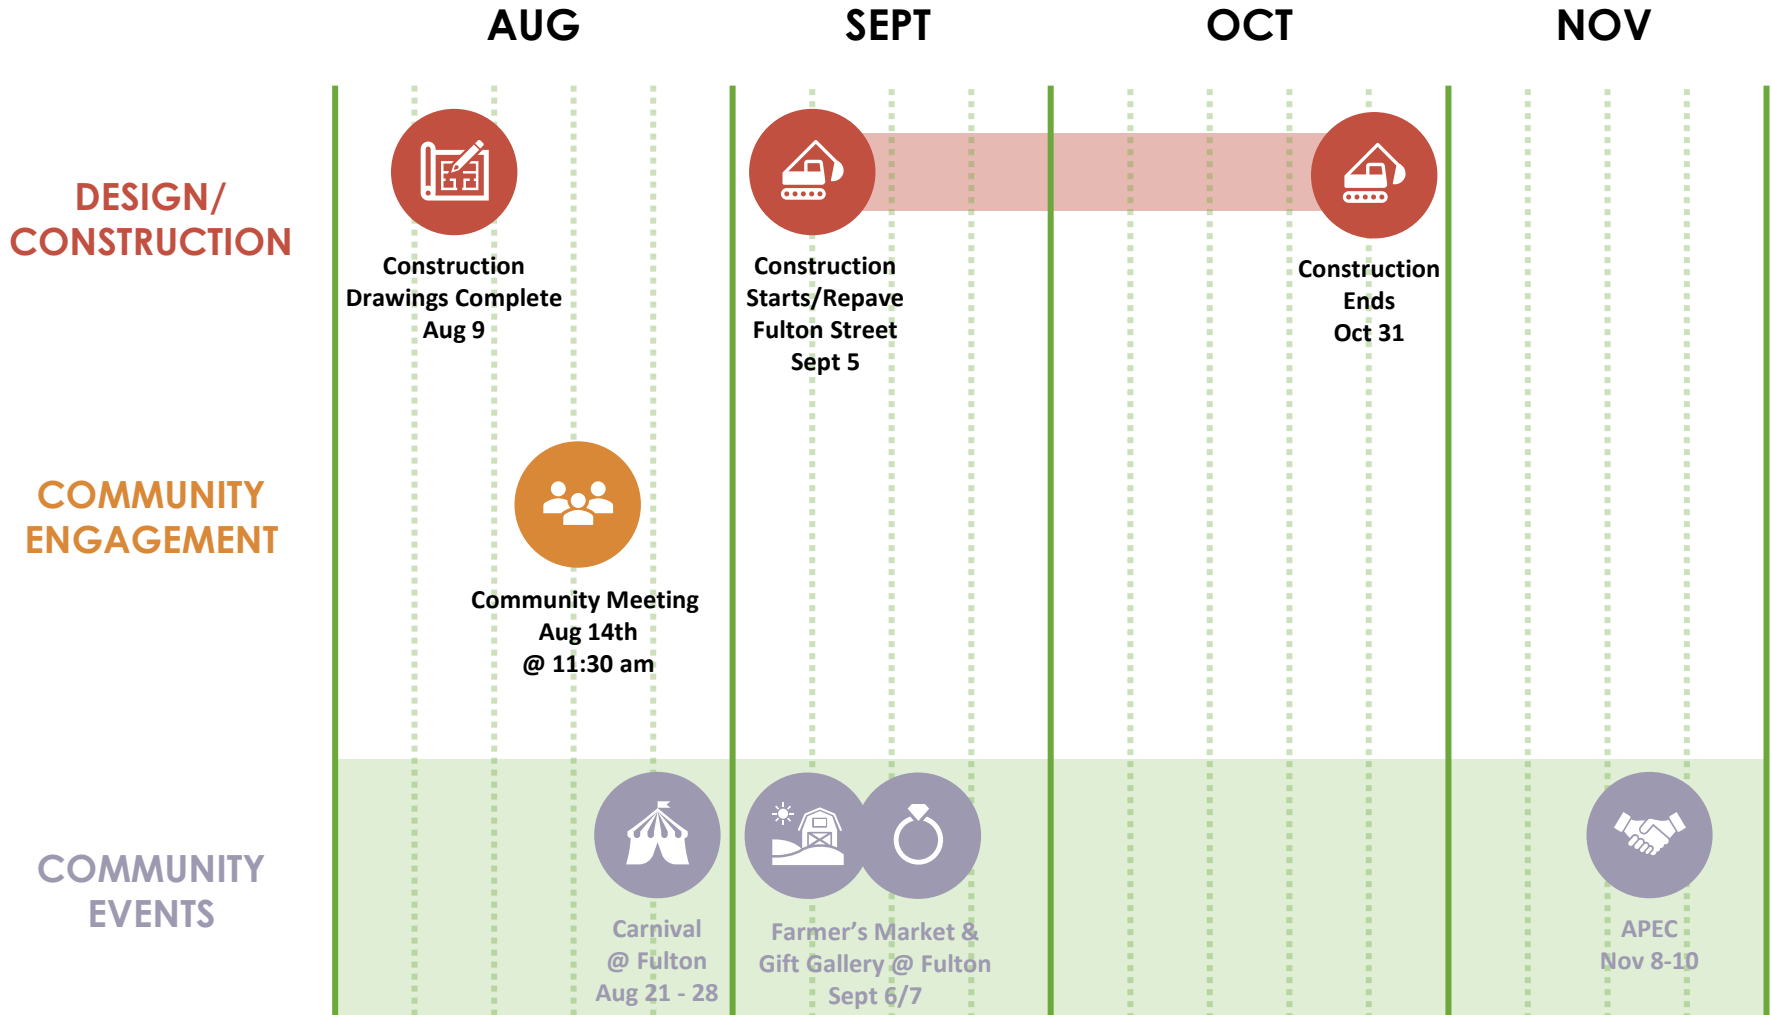 AUG
SEPT
OCT
NOV
DESIGN/
CONSTRUCTION
Construction
Drawings Complete
Aug 9
Construction
Starts/Repave
Fulton Street
Sept 5
Construction
Ends
Oct 31
COMMUNITY
ENGAGEMENT
Community Meeting
Aug 14th
@ 11:30 am
COMMUNITY
EVENTS
Carnival
@ Fulton
Aug 21 - 28
Farmer’s Market &
Gift Gallery @ Fulton
Sept 6/7
APEC
Nov 8-10